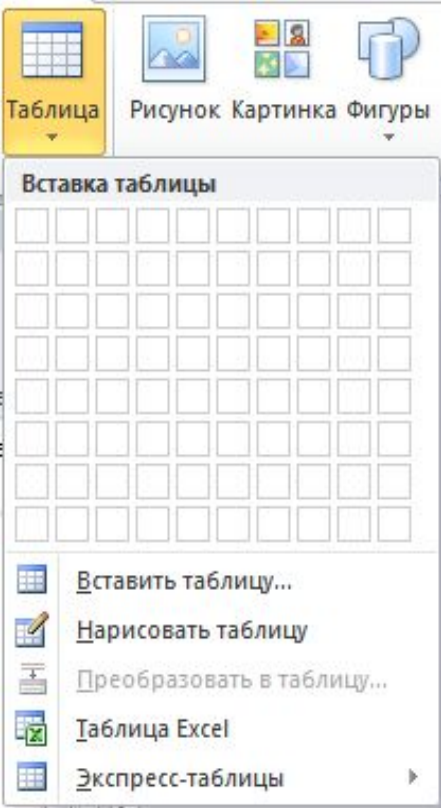 Таблица Рисунок Картинка Фигуры
Вставка таблицы
Вставить таблицу...
Нарисовать таблицу
Преобразовать в таблицу...
Таблица Excel
Экспресс-таблицы